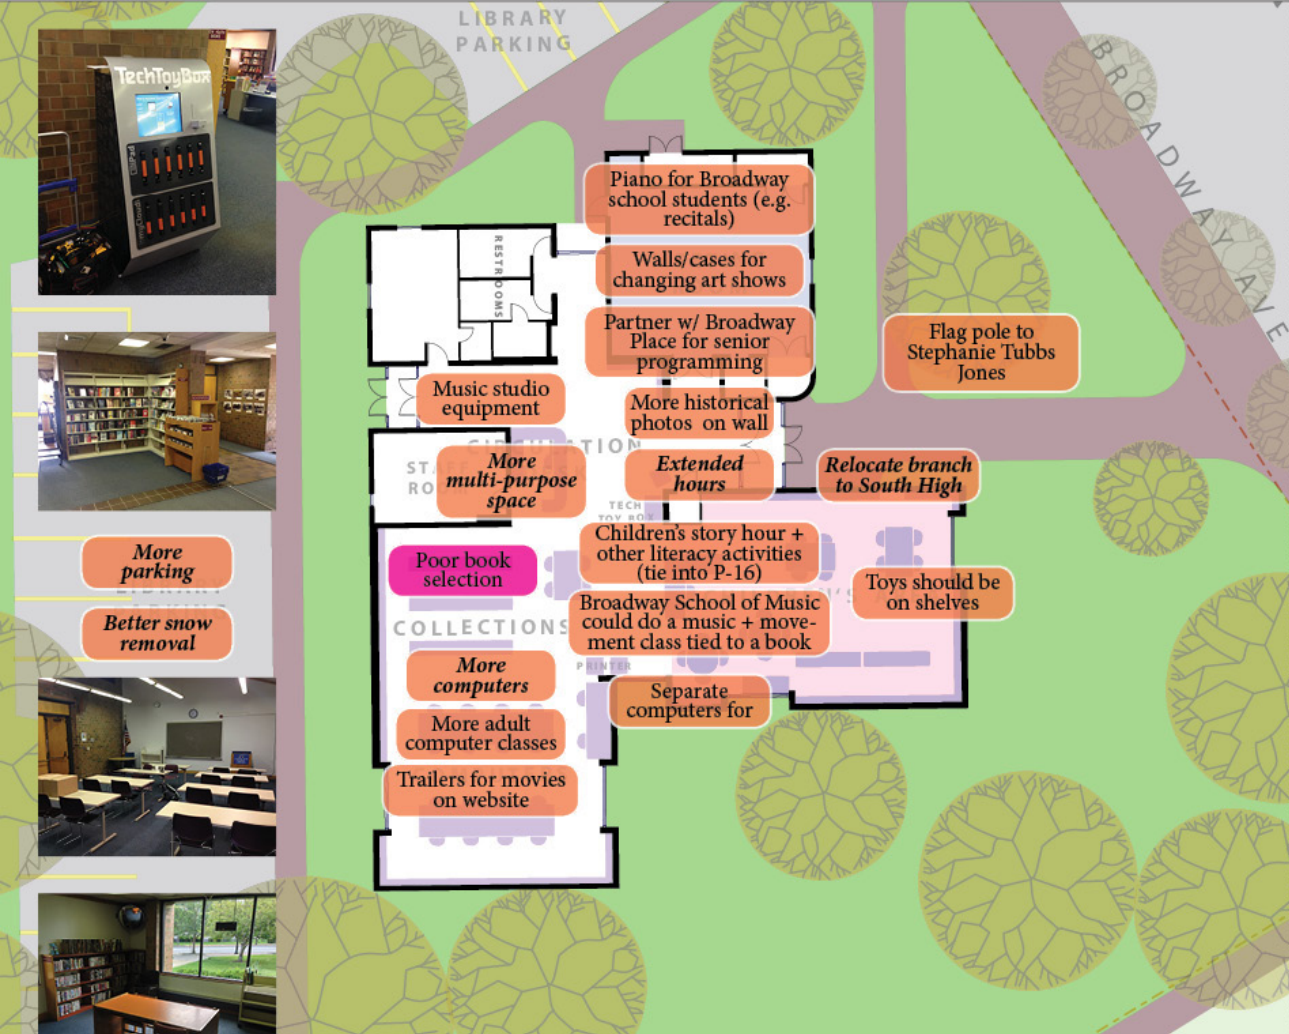 LIBRARY
PARKING
BROADWAY AVE
TechToyBox
RESTROOMS
Piano for Broadway
school students (e.g.
recitals)
Walls/cases for
changing art shows
Partner w/ Broadway
Place for senior
programming
Flag pole to
Stephanie Tubbs
Jones
Music studio
equipment
More historical
photos on wall
CIRCULATION
STAFF
ROOM
More
multi-purpose
space
Extended
hours
Relocate branch
to South High
TECH
TOY BOX
Children's story hour +
other literacy activities
(tie into P-16)
More
parking
LIBRARY
Better snow
removal
Poor book
selection
Toys should be
on shelves
Broadway School of Music
could do a music + move-
ment class tied to a book
COLLECTIONS
PRINTER
More
computers
Separate
computers for
More adult
computer classes
Trailers for movies
on website